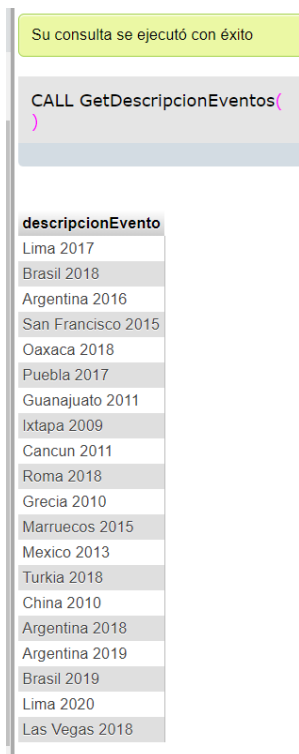 Su consulta se ejecutó con éxito
CALL GetDescripcionEventos(
)
descripcionEvento
Lima 2017
Brasil 2018
Argentina 2016
San Francisco 2015
Oaxaca 2018
Puebla 2017
Guanajuato 2011
Ixtapa 2009
Cancun 2011
Roma 2018
Grecia 2010
Marruecos 2015
Mexico 2013
Turkia 2018
China 2010
Argentina 2018
Argentina 2019
Brasil 2019
Lima 2020
Las Vegas 2018